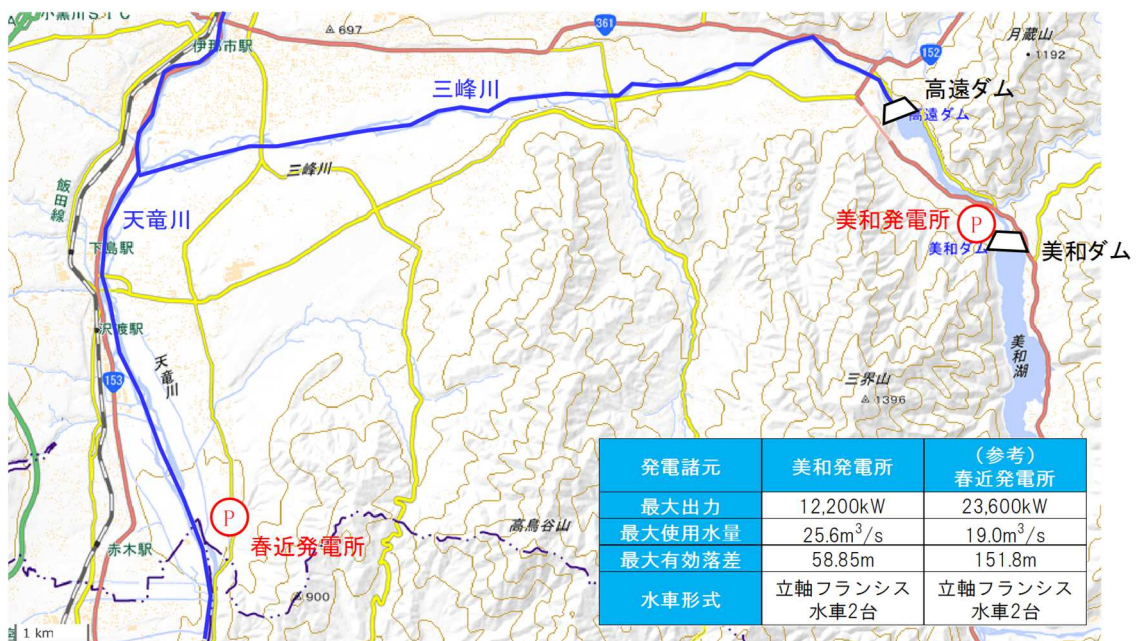 小黒川SIC
伊那市駅
△ 697
361
月蔵山
152
・1192
高遠ダム
高遠ダム
三峰川
三峰川
飯田線
天竜川
下島駅
美和発電所
P
美和ダム
美和ダム
沢渡駅
天竜川
153
美和湖
三界山
△ 1396
P
春近発電所
高鳥谷山
赤木駅
△ 900
1 km
発電諸元 美和発電所 (参考)春近発電所
最大出力 12,200kW 23,600kW
最大使用水量 25.6m³/s 19.0m³/s
最大有効落差 58.85m 151.8m
水車形式 立軸フランシス水車2台 立軸フランシス水車2台